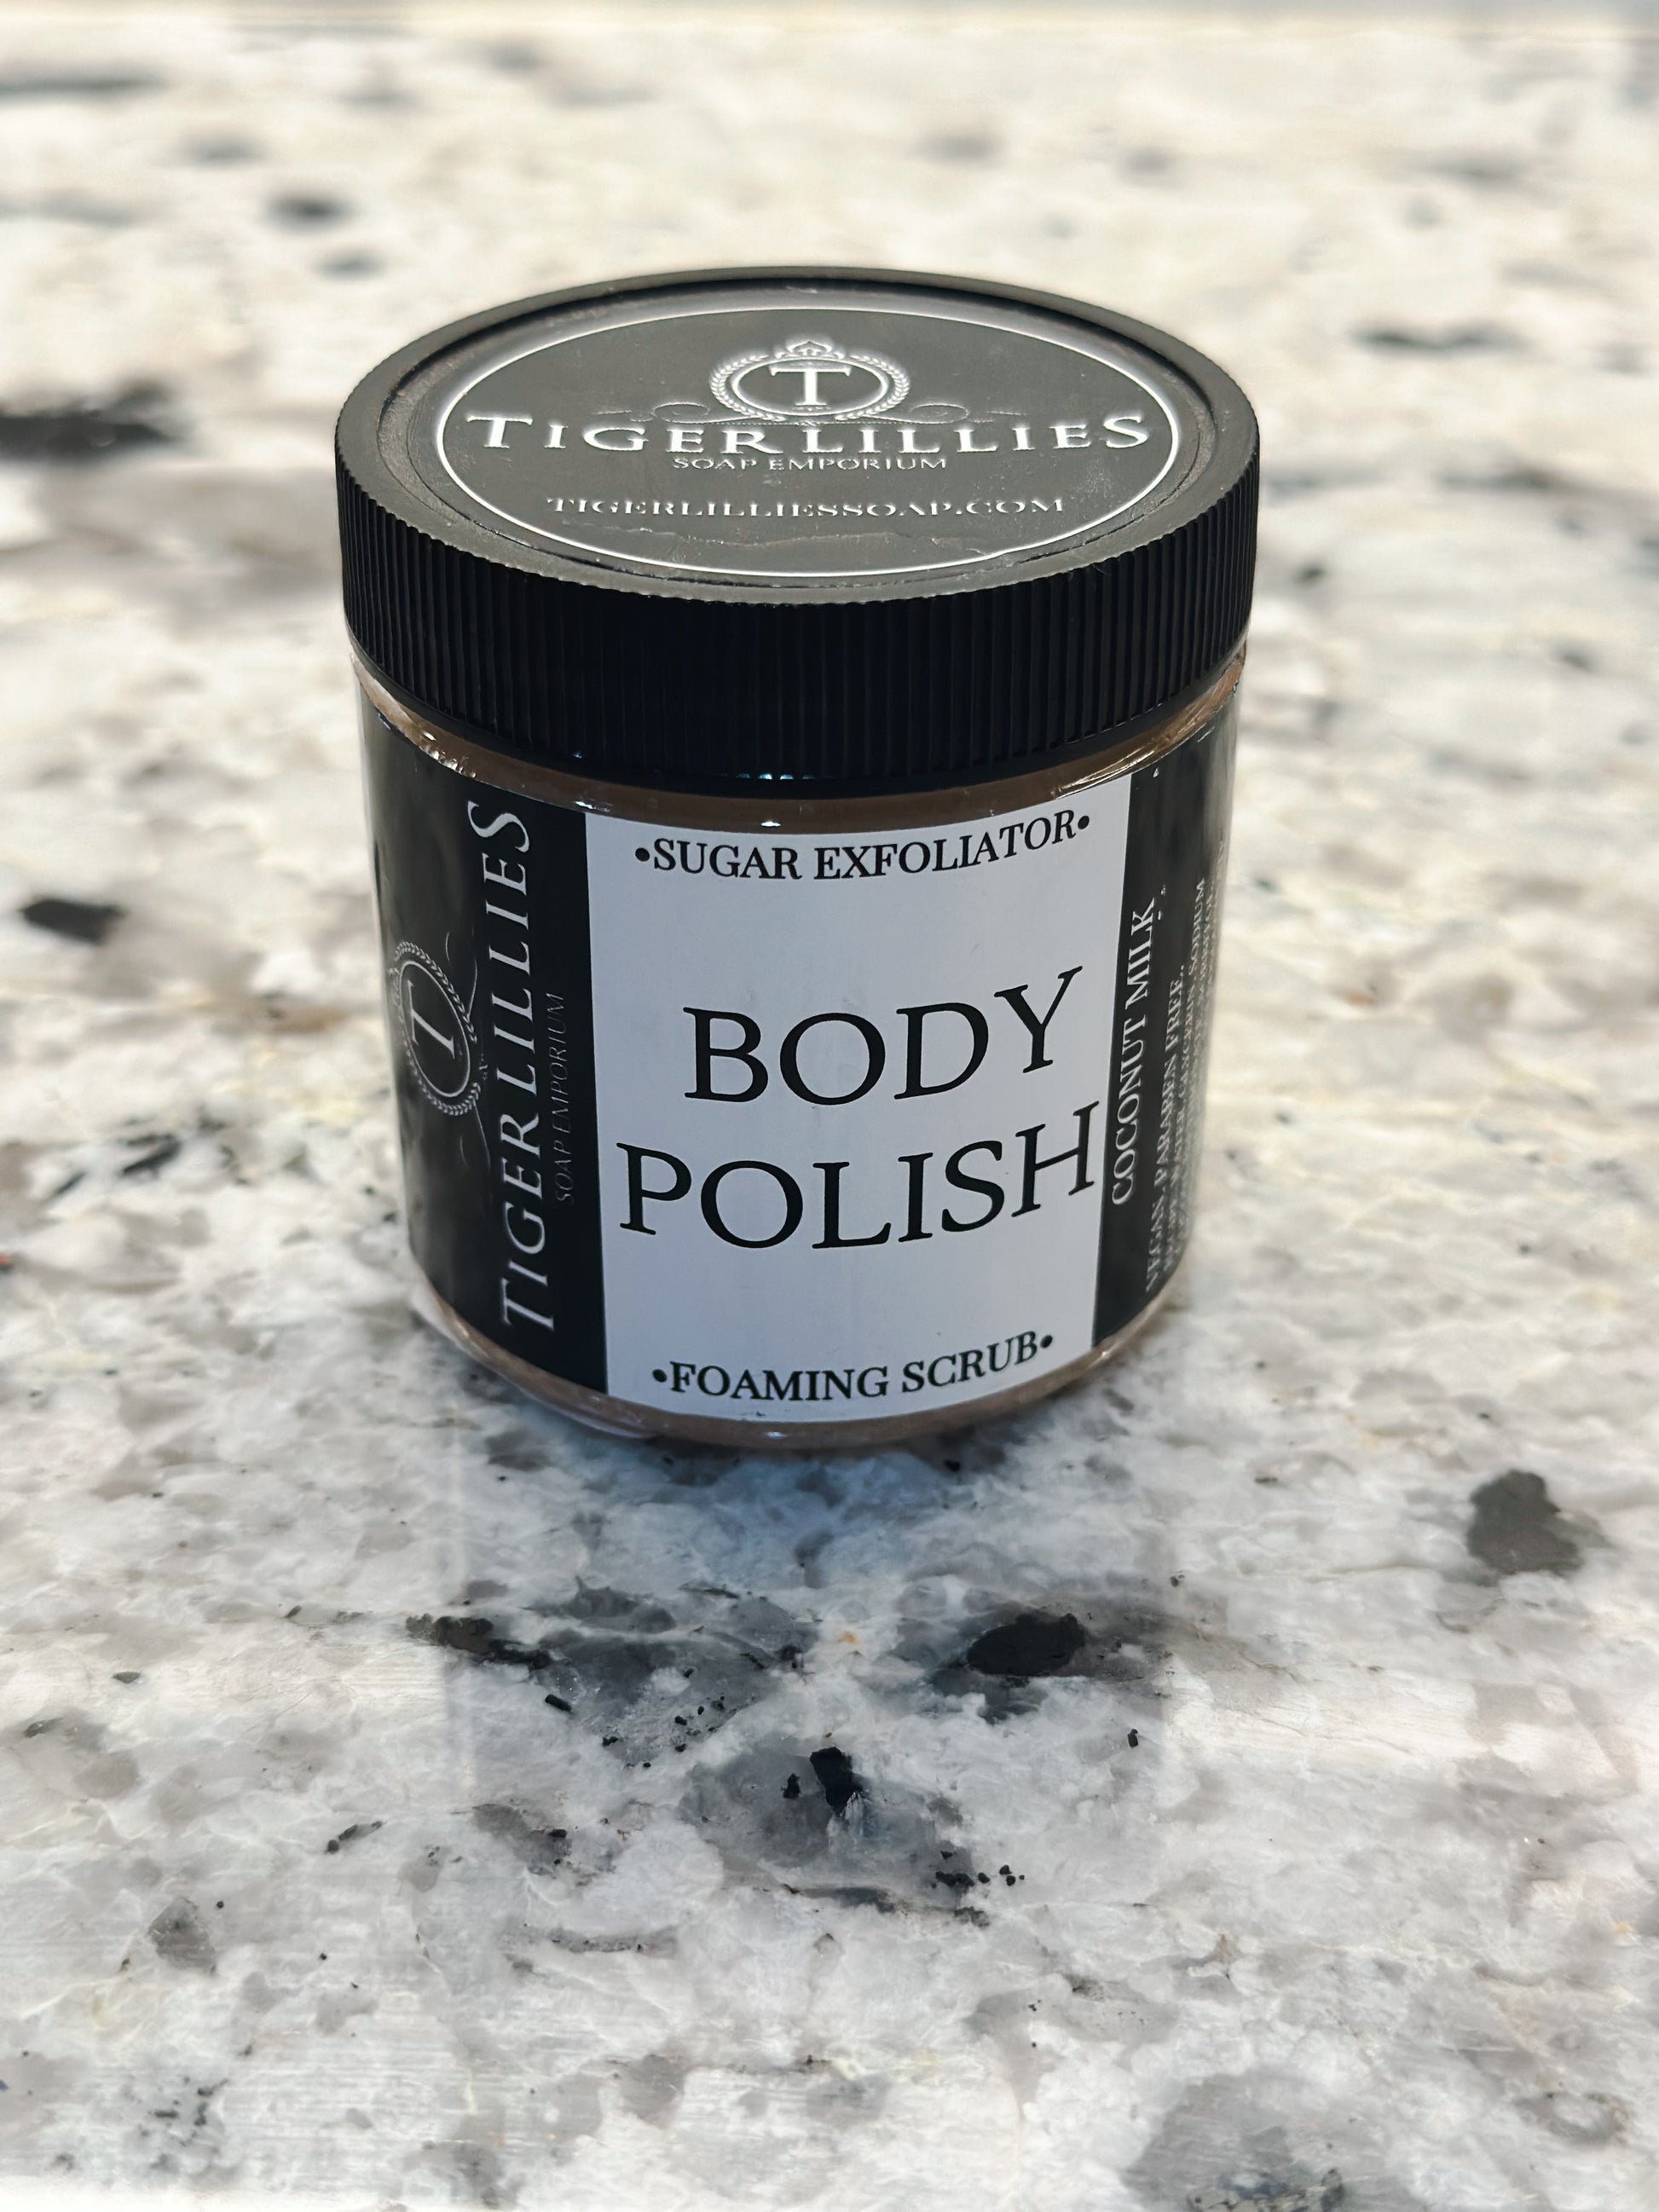 T
TIGERLILLIES
SOAP EMPORIUM
TIGERLILLIESSOAP.COM
T
TIGERLILLIES
SOAP EMPORIUM
•SUGAR EXFOLIATOR•
BODY
POLISH
•FOAMING SCRUB•
COCONUT MILK
VEGAN, PARABEN FREE
SODIUM